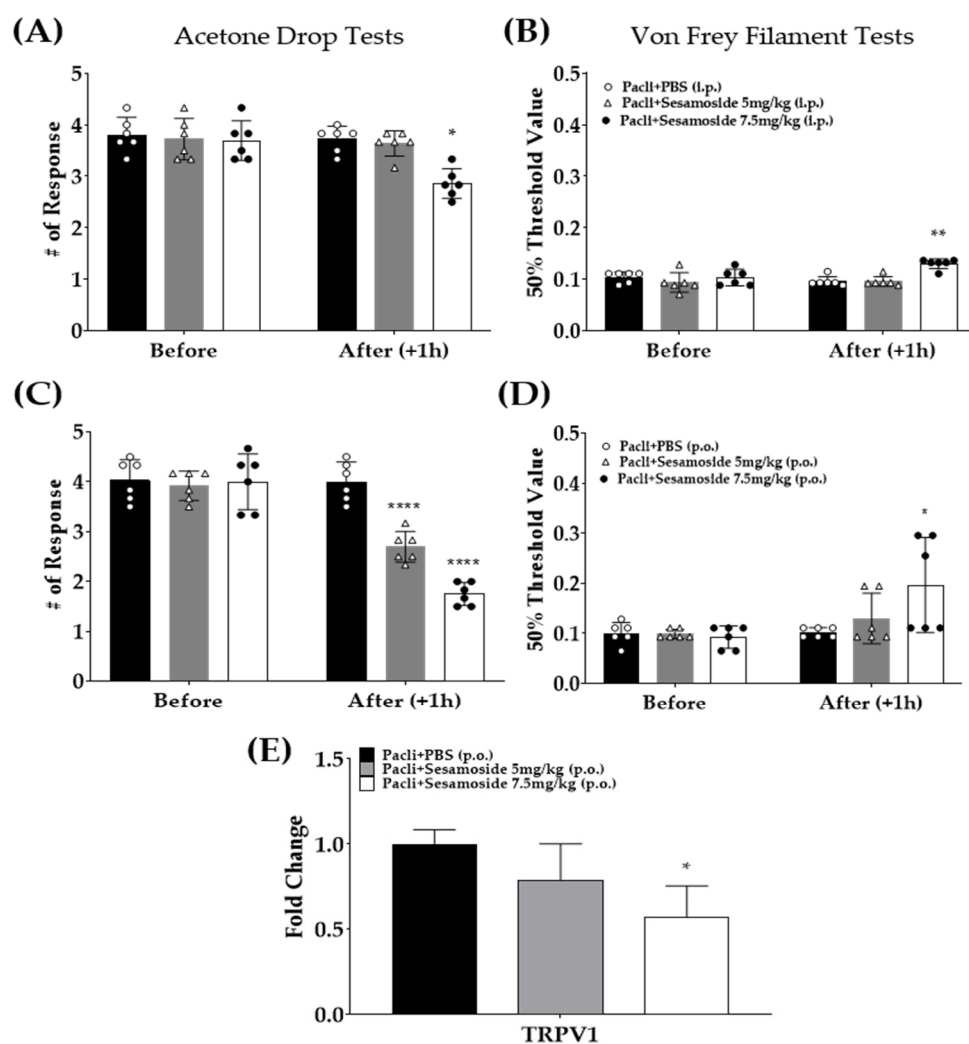 (A) Acetone Drop Tests
# of Response
5
4
3
2
1
0
*
Before After (+1h)
(B) Von Frey Filament Tests
50% Threshold Value
0.5
0.4
0.3
0.2
0.1
0.0
Pacli+PBS (i.p.)
Pacli+Sesamoside 5mg/kg (i.p.)
Pacli+Sesamoside 7.5mg/kg (i.p.)
**
Before After (+1h)
(C)
# of Response
5
4
3
2
1
0
****
****
Before After (+1h)
(D)
50% Threshold Value
0.5
0.4
0.3
0.2
0.1
0.0
Pacli+PBS (p.o.)
Pacli+Sesamoside 5mg/kg (p.o.)
Pacli+Sesamoside 7.5mg/kg (p.o.)
*
Before After (+1h)
(E)
Fold Change
1.5
1.0
0.5
0.0
Pacli+PBS (p.o.)
Pacli+Sesamoside 5mg/kg (p.o.)
Pacli+Sesamoside 7.5mg/kg (p.o.)
*
TRPV1